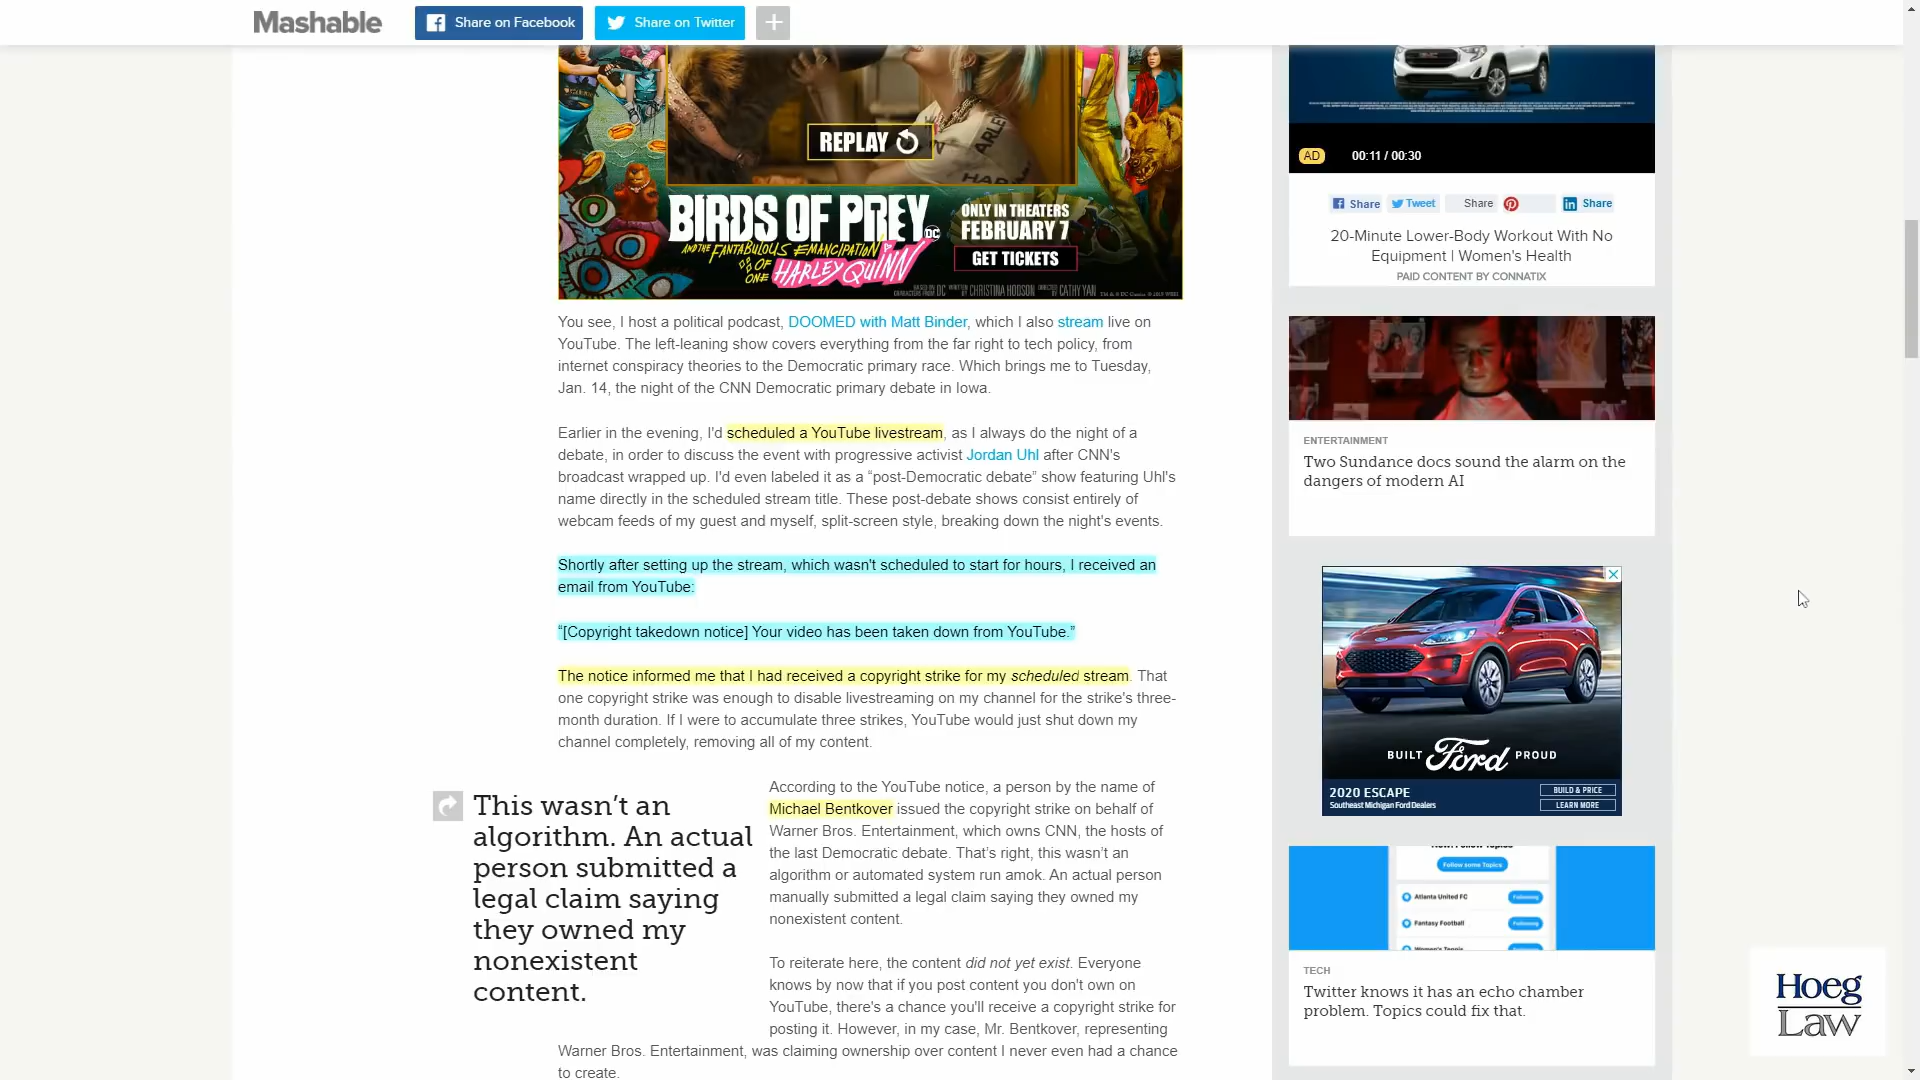 Mashable
Share on Facebook
Share on Twitter
+
REPLAY
HARLEY
BIRDS OF PREY
AND THE FANTABULOUS EMANCIPATION
OF
ONE
HARLEY QUINN
DC
ONLY IN THEATERS
FEBRUARY 7
GET TICKETS
BASED ON
CHARACTERS FROM DC
WRITTEN BY CHRISTINA HODSON
DIRECTED BY CATHY YAN
You see, I host a political podcast, DOOMED with Matt Binder, which I also stream live on
YouTube. The left-leaning show covers everything from the far right to tech policy, from
internet conspiracy theories to the Democratic primary race. Which brings me to Tuesday,
Jan. 14, the night of the CNN Democratic primary debate in Iowa.
Earlier in the evening, I'd scheduled a YouTube livestream, as I always do the night of a
debate, in order to discuss the event with progressive activist Jordan Uhl after CNN's
broadcast wrapped up. I'd even labeled it as a “post-Democratic debate” show featuring Uhl's
name directly in the scheduled stream title. These post-debate shows consist entirely of
webcam feeds of my guest and myself, split-screen style, breaking down the night's events.
Shortly after setting up the stream, which wasn't scheduled to start for hours, I received an
email from YouTube:
“[Copyright takedown notice] Your video has been taken down from YouTube.”
The notice informed me that I had received a copyright strike for my scheduled stream. That
one copyright strike was enough to disable livestreaming on my channel for the strike's three-
month duration. If I were to accumulate three strikes, YouTube would just shut down my
channel completely, removing all of my content.
This wasn’t an
algorithm. An actual
person submitted a
legal claim saying
they owned my
nonexistent
content.
According to the YouTube notice, a person by the name of
Michael Bentkover issued the copyright strike on behalf of
Warner Bros. Entertainment, which owns CNN, the hosts of
the last Democratic debate. That’s right, this wasn’t an
algorithm or automated system run amok. An actual person
manually submitted a legal claim saying they owned my
nonexistent content.
To reiterate here, the content did not yet exist. Everyone
knows by now that if you post content you don't own on
YouTube, there's a chance you'll receive a copyright strike for
posting it. However, in my case, Mr. Bentkover, representing
Warner Bros. Entertainment, was claiming ownership over content I never even had a chance
to create.
AD
00:11 / 00:30
Share
Tweet
Share
Share
20-Minute Lower-Body Workout With No
Equipment | Women's Health
PAID CONTENT BY CONNATIX
ENTERTAINMENT
Two Sundance docs sound the alarm on the
dangers of modern AI
BUILT Ford PROUD
2020 ESCAPE
Southeast Michigan Ford Dealers
BUILD & PRICE
LEARN MORE
Follow some Topics
Atlanta United FC
Following
Fantasy Football
Following
Women's Tennis
TECH
Twitter knows it has an echo chamber
problem. Topics could fix that.
Hoeg
Law